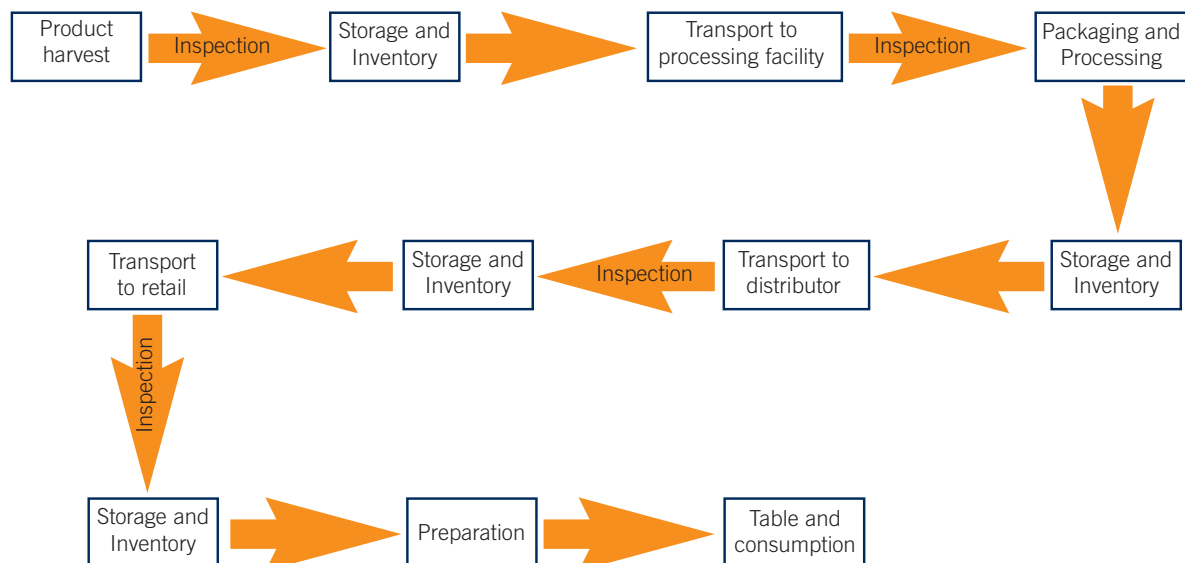 Product
harvest
Inspection
Storage and
Inventory
Transport to
processing facility
Inspection
Packaging and
Processing
Storage and
Inventory
Transport to
distributor
Inspection
Storage and
Inventory
Transport
to retail
Inspection
Storage and
Inventory
Preparation
Table and
consumption